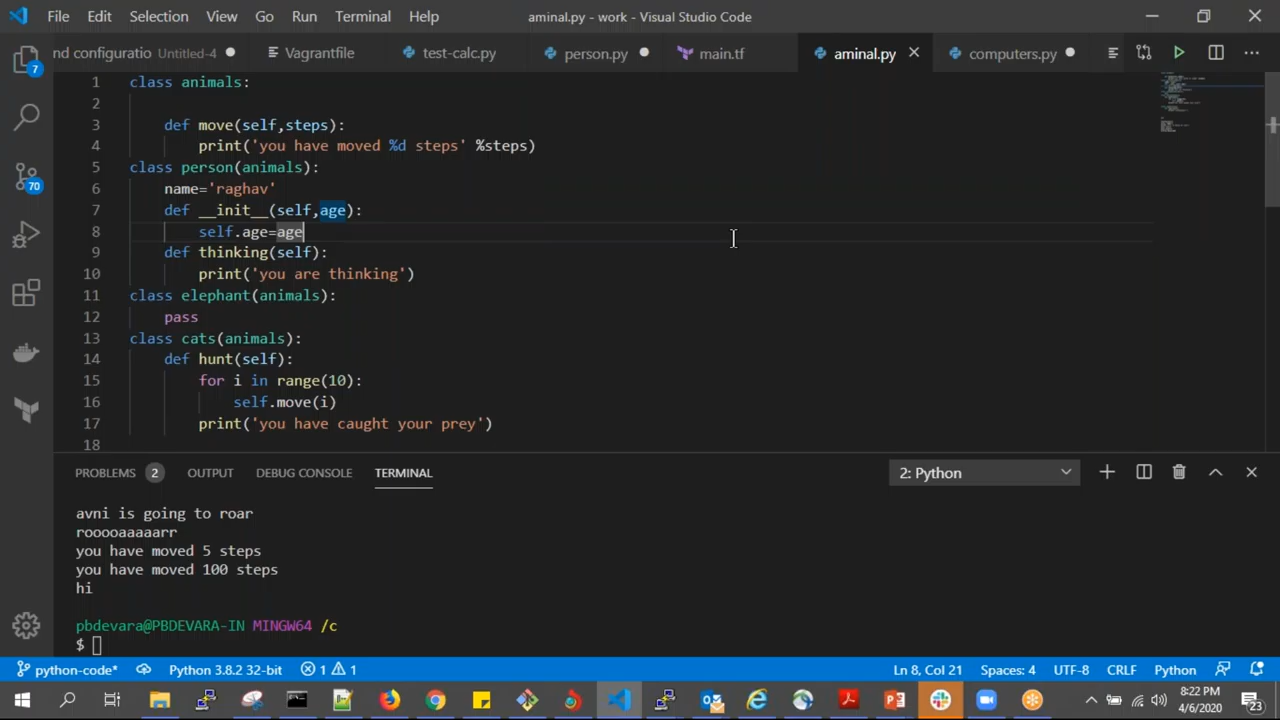 File Edit Selection View Go Run Terminal Help aminal.py - work - Visual Studio Code
nd configuratio Untitled-4 Vagrantfile test-calc.py person.py main.tf aminal.py computers.py
1 class animals:
2
3 def move(self,steps):
4 print('you have moved %d steps' %steps)
5 class person(animals):
6 name='raghav'
7 def __init__(self,age):
8 self.age=age
9 def thinking(self):
10 print('you are thinking')
11 class elephant(animals):
12 pass
13 class cats(animals):
14 def hunt(self):
15 for i in range(10):
16 self.move(i)
17 print('you have caught your prey')
18
7
70
PROBLEMS 2 OUTPUT DEBUG CONSOLE TERMINAL 2: Python
avni is going to roar
rooooaaaaarr
you have moved 5 steps
you have moved 100 steps
hi
pbdevara@PBDEVARA-IN MINGW64 /c
$
python-code* Python 3.8.2 32-bit 1 1 Ln 8, Col 21 Spaces: 4 UTF-8 CRLF Python
8:22 PM
4/6/2020
23